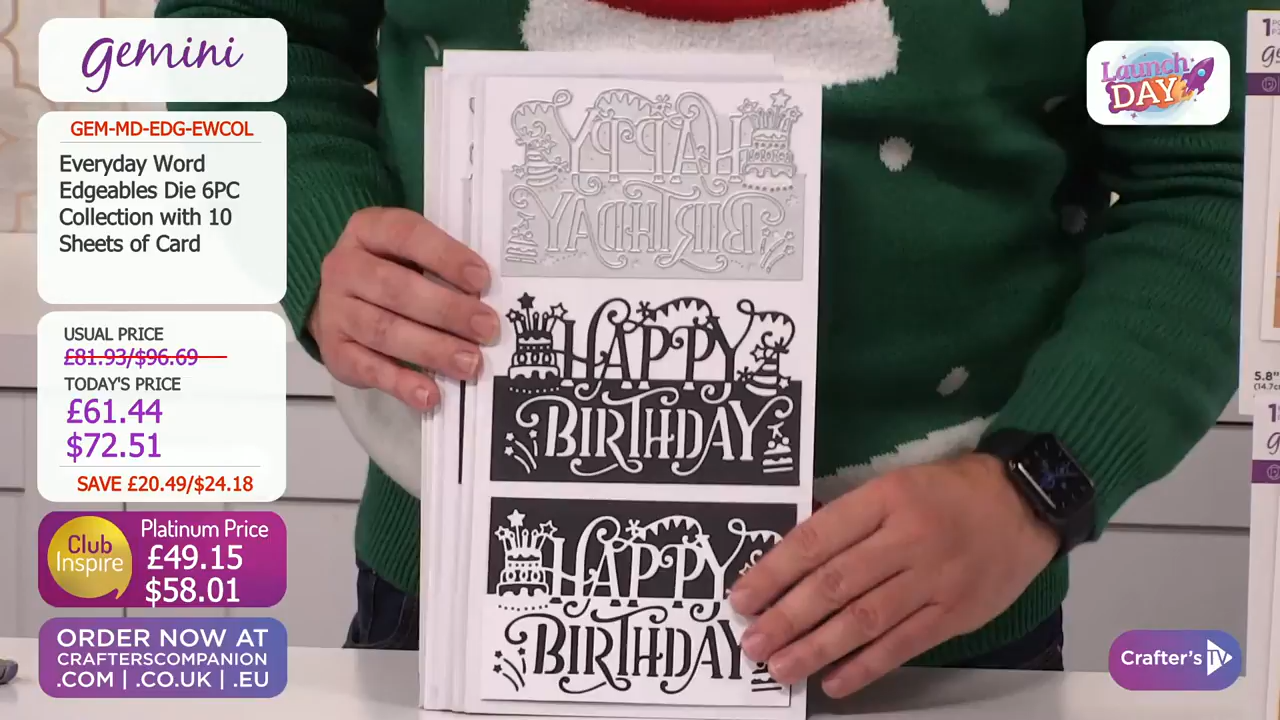 gemini
GEM-MD-EDG-EWCOL
Everyday Word
Edgeables Die 6PC
Collection with 10
Sheets of Card
USUAL PRICE
£81.93/$96.69
TODAY'S PRICE
£61.44
$72.51
SAVE £20.49/$24.18
Club
Inspire
Platinum Price
£49.15
$58.01
ORDER NOW AT
CRAFTERSCOMPANION
.COM | .CO.UK | .EU
HAPPY
BIRTHDAY
HAPPY
BIRTHDAY
HAPPY
BIRTHDAY
Launch
DAY
5.8"
Crafter's TV